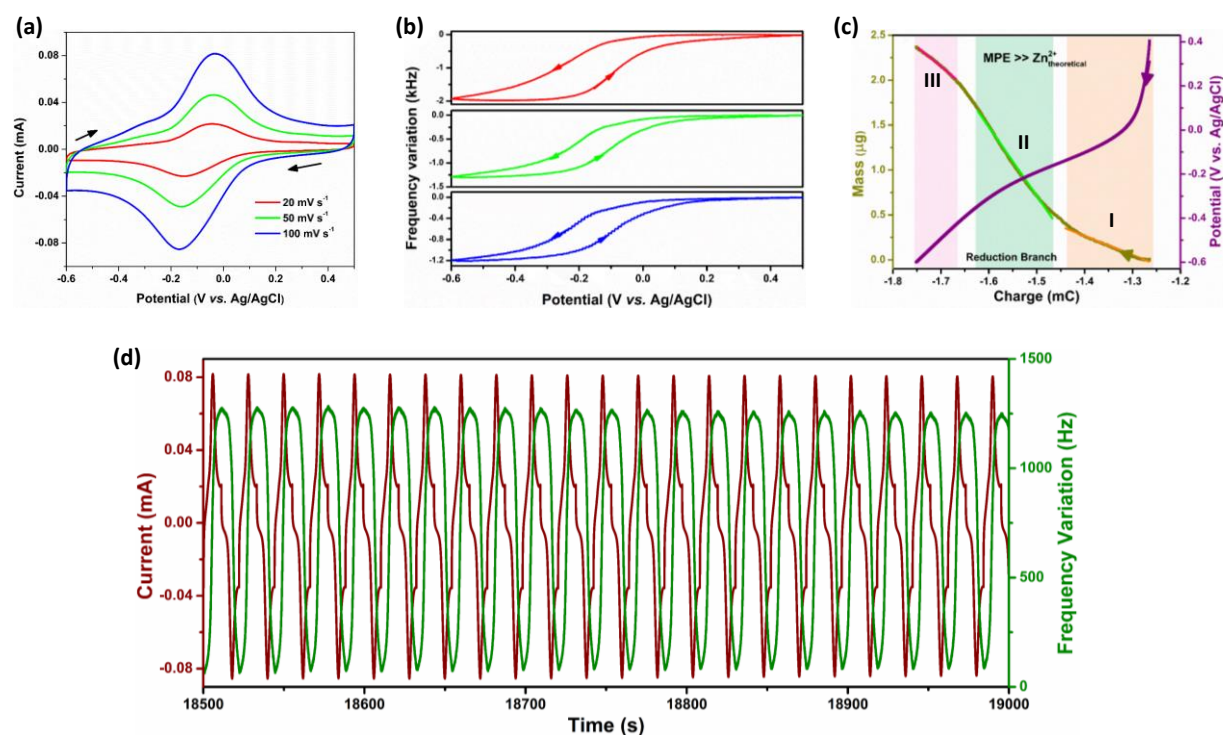 (a)
0.08
0.04
0.00
-0.04
-0.08
Current (mA)
20 mV s⁻¹
50 mV s⁻¹
100 mV s⁻¹
-0.6 -0.4 -0.2 0.0 0.2 0.4
Potential (V vs. Ag/AgCl)
(b)
Frequency variation (kHz)
0
-1
-2
0.0
-0.5
-1.0
-1.5
0.0
-0.4
-0.8
-1.2
-0.6 -0.4 -0.2 0.0 0.2 0.4
Potential (V vs. Ag/AgCl)
(c)
2.5
2.0
1.5
1.0
0.5
0.0
Mass (μg)
III
MPE >> Zn²⁺theoretical
II
I
Reduction Branch
0.4
0.2
0.0
-0.2
-0.4
-0.6
Potential (V vs. Ag/AgCl)
-1.8 -1.7 -1.6 -1.5 -1.4 -1.3 -1.2
Charge (mC)
(d)
0.08
0.04
0.00
-0.04
-0.08
Current (mA)
1500
1000
500
0
Frequency Variation (Hz)
18500 18600 18700 18800 18900 19000
Time (s)